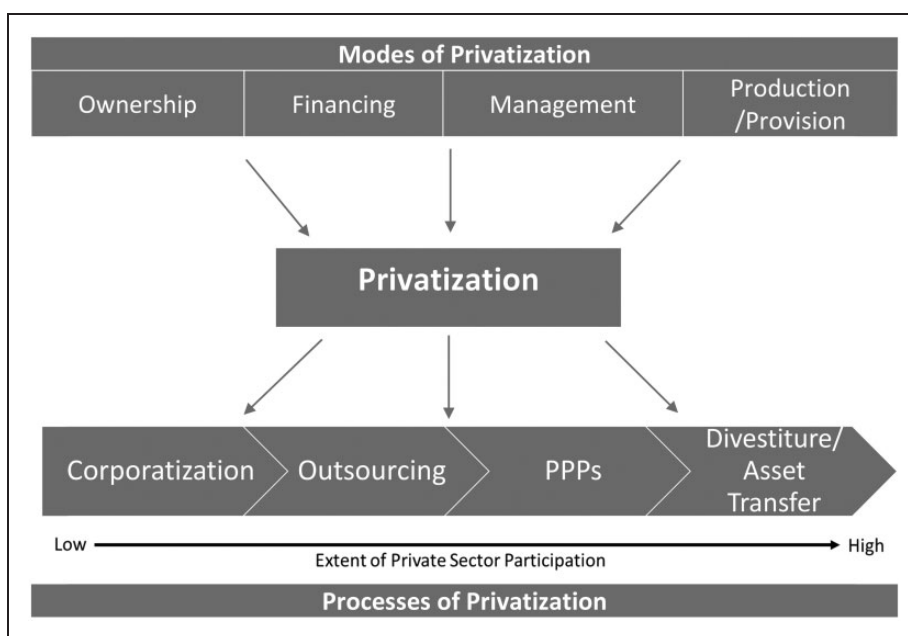 Modes of Privatization
Ownership
Financing
Management
Production
/Provision
Privatization
Corporatization
Outsourcing
PPPs
Divestiture/
Asset
Transfer
Low
High
Extent of Private Sector Participation
Processes of Privatization